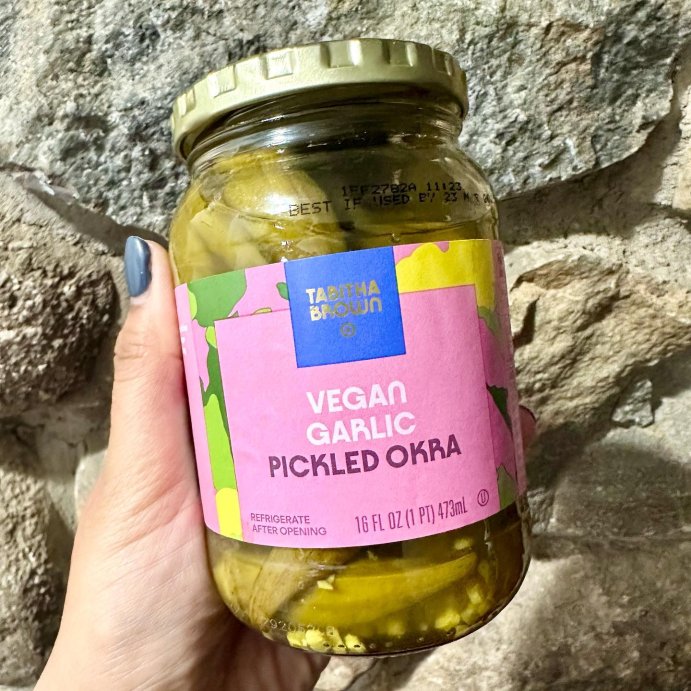 11:23
BEST IF USED BY 23
TABITHA
BROWN
VEGAN
GARLIC
PICKLED OKRA
REFRIGERATE
AFTER OPENING
16 FL OZ (1 PT) 473mL
U